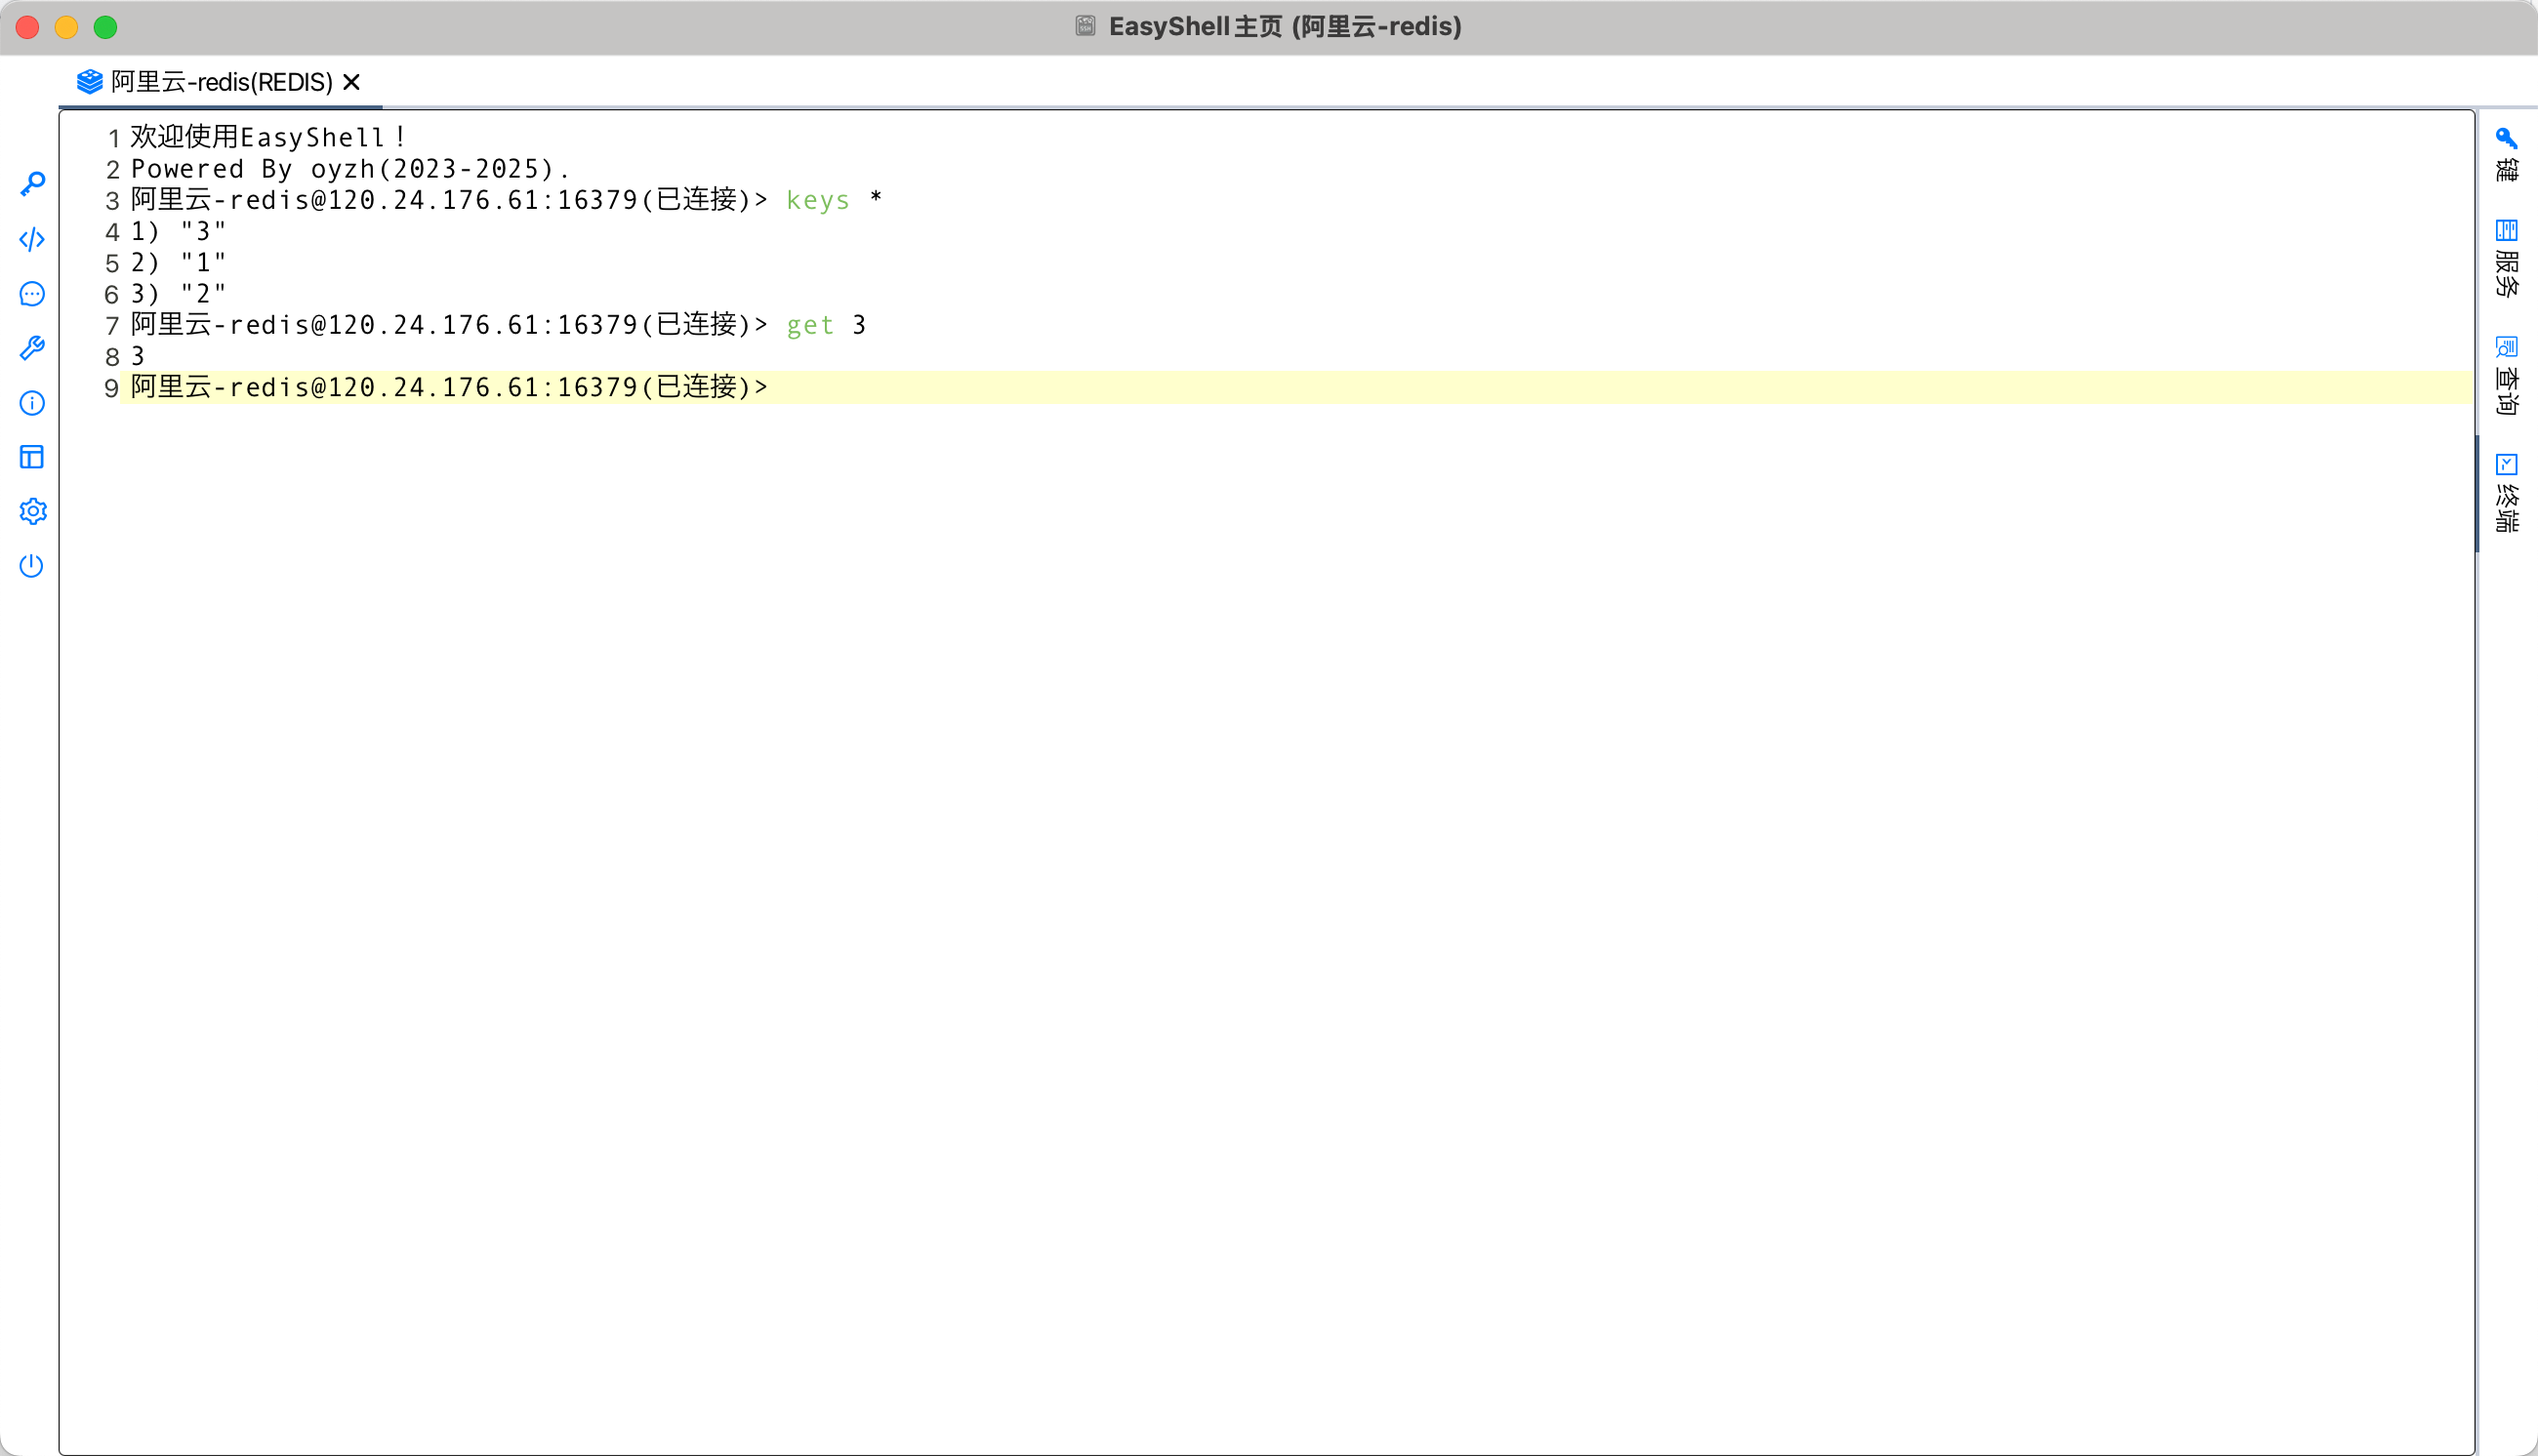 EasyShell主页 (阿里云-redis)
阿里云-redis(REDIS)
1 欢迎使用EasyShell！
2 Powered By oyzh(2023-2025).
3 阿里云-redis@120.24.176.61:16379(已连接)> keys *
4 1) "3"
5 2) "1"
6 3) "2"
7 阿里云-redis@120.24.176.61:16379(已连接)> get 3
8 3
9 阿里云-redis@120.24.176.61:16379(已连接)>
键
服务
查询
终端